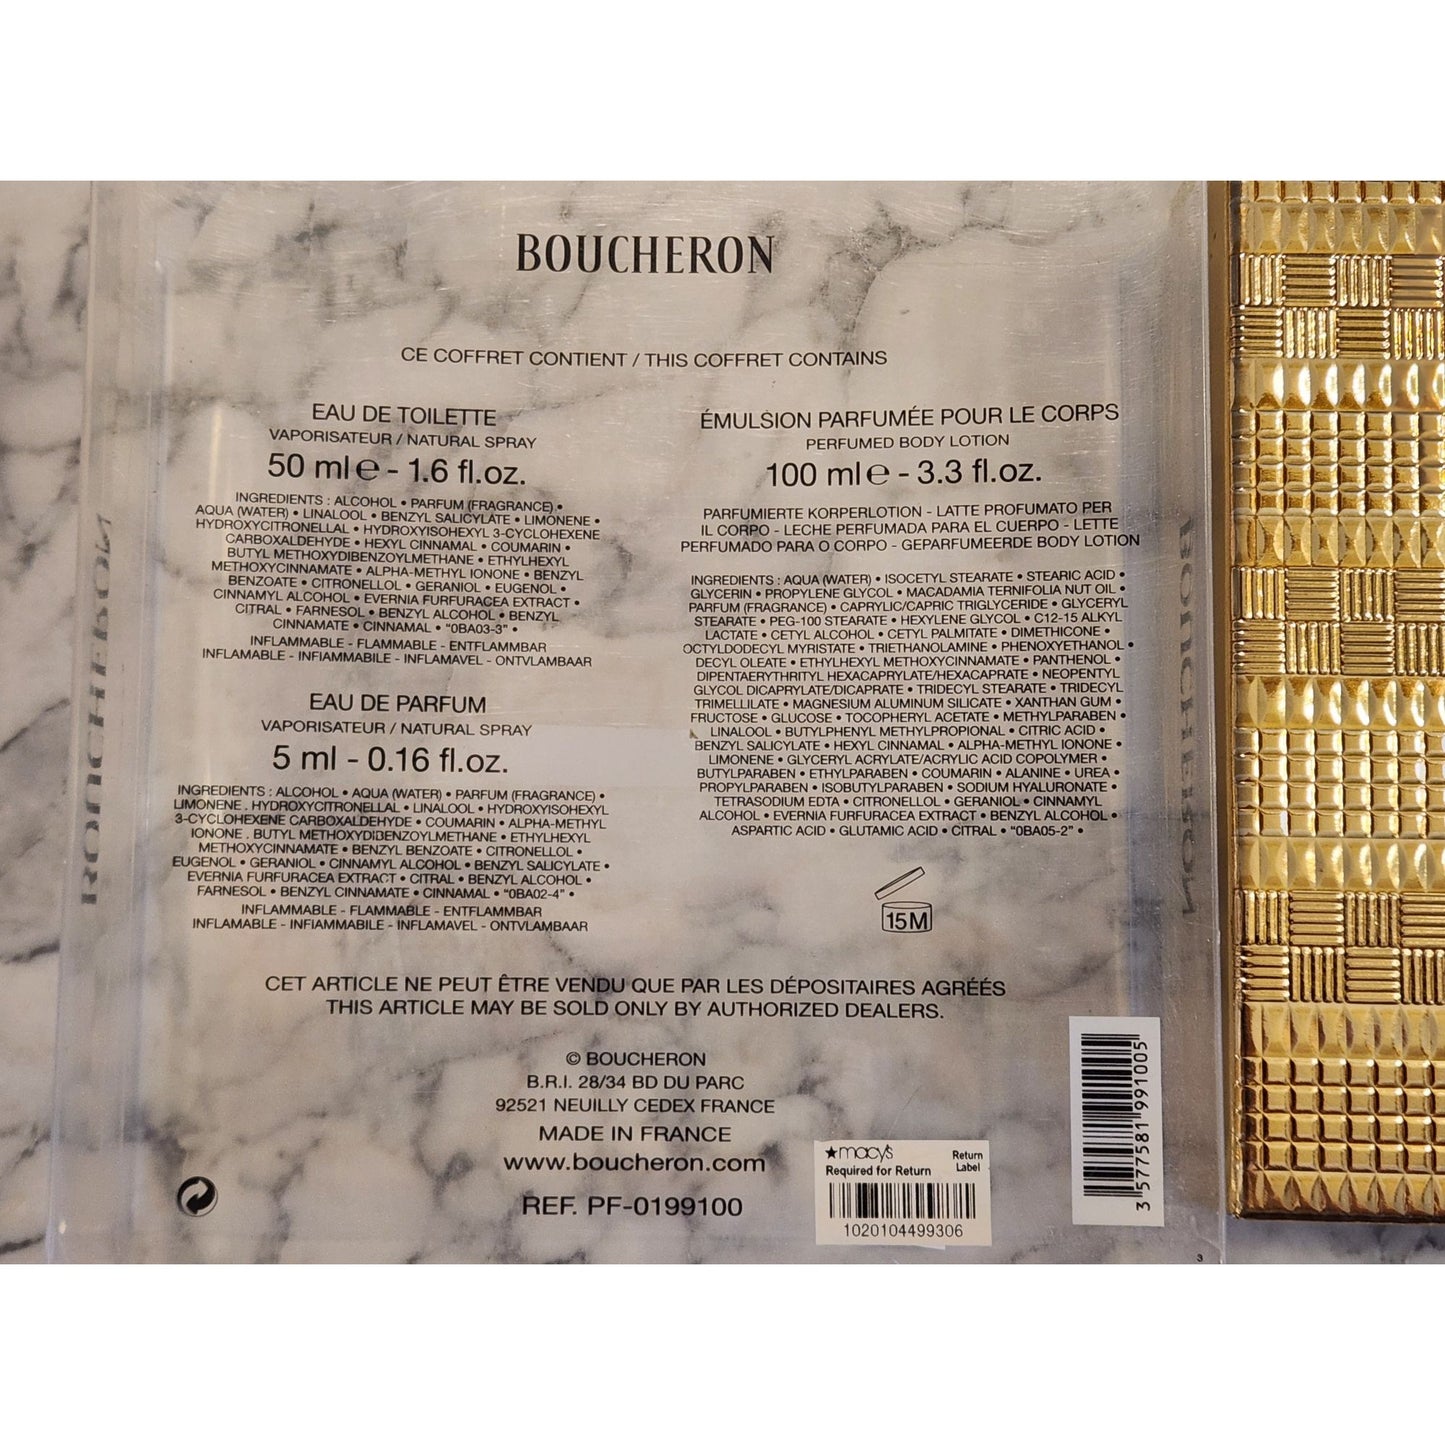 BOUCHERON
CE COFFRET CONTIENT / THIS COFFRET CONTAINS
EAU DE TOILETTE
VAPORISATEUR / NATURAL SPRAY
50 ml℮ - 1.6 fl.oz.
INGREDIENTS : ALCOHOL • PARFUM (FRAGRANCE) •
AQUA (WATER) • LINALOOL • BENZYL SALICYLATE • LIMONENE •
HYDROXYCITRONELLAL • HYDROXYISOHEXYL 3-CYCLOHEXENE
CARBOXALDEHYDE • HEXYL CINNAMAL • COUMARIN •
BUTYL METHOXYDIBENZOYLMETHANE • ETHYLHEXYL
METHOXYCINNAMATE • ALPHA-METHYL IONONE • BENZYL
BENZOATE • CITRONELLOL • GERANIOL • EUGENOL •
CINNAMYL ALCOHOL • EVERNIA FURFURACEA EXTRACT •
CITRAL • FARNESOL • BENZYL ALCOHOL • BENZYL
CINNAMATE • CINNAMAL • "0BA03-3" •
INFLAMMABLE - FLAMMABLE - ENTFLAMMBAR
INFLAMABLE - INFIAMMABILE - INFLAMAVEL - ONTVLAMBAAR
EAU DE PARFUM
VAPORISATEUR / NATURAL SPRAY
5 ml - 0.16 fl.oz.
INGREDIENTS : ALCOHOL • AQUA (WATER) • PARFUM (FRAGRANCE) •
LIMONENE . HYDROXYCITRONELLAL • LINALOOL • HYDROXYISOHEXYL
3-CYCLOHEXENE CARBOXALDEHYDE • COUMARIN • ALPHA-METHYL
IONONE . BUTYL METHOXYDIBENZOYLMETHANE • ETHYLHEXYL
METHOXYCINNAMATE • BENZYL BENZOATE • CITRONELLOL •
EUGENOL • GERANIOL • CINNAMYL ALCOHOL • BENZYL SALICYLATE •
EVERNIA FURFURACEA EXTRACT • CITRAL • BENZYL ALCOHOL •
FARNESOL • BENZYL CINNAMATE • CINNAMAL • "0BA02-4" •
INFLAMMABLE - FLAMMABLE - ENTFLAMMBAR
INFLAMABLE - INFIAMMABILE - INFLAMAVEL - ONTVLAMBAAR
ÉMULSION PARFUMÉE POUR LE CORPS
PERFUMED BODY LOTION
100 ml℮ - 3.3 fl.oz.
PARFUMIERTE KORPERLOTION - LATTE PROFUMATO PER
IL CORPO - LECHE PERFUMADA PARA EL CUERPO - LETTE
PERFUMADO PARA O CORPO - GEPARFUMEERDE BODY LOTION
INGREDIENTS : AQUA (WATER) • ISOCETYL STEARATE • STEARIC ACID •
GLYCERIN • PROPYLENE GLYCOL • MACADAMIA TERNIFOLIA NUT OIL •
PARFUM (FRAGRANCE) • CAPRYLIC/CAPRIC TRIGLYCERIDE • GLYCERYL
STEARATE • PEG-100 STEARATE • HEXYLENE GLYCOL • C12-15 ALKYL
LACTATE • CETYL ALCOHOL • CETYL PALMITATE • DIMETHICONE •
OCTYLDODECYL MYRISTATE • TRIETHANOLAMINE • PHENOXYETHANOL •
DECYL OLEATE • ETHYLHEXYL METHOXYCINNAMATE • PANTHENOL •
DIPENTAERYTHRITYL HEXACAPRYLATE/HEXACAPRATE • NEOPENTYL
GLYCOL DICAPRYLATE/DICAPRATE • TRIDECYL STEARATE • TRIDECYL
TRIMELLILATE • MAGNESIUM ALUMINUM SILICATE • XANTHAN GUM •
FRUCTOSE • GLUCOSE • TOCOPHERYL ACETATE • METHYLPARABEN •
LINALOOL • BUTYLPHENYL METHYLPROPIONAL • CITRIC ACID •
BENZYL SALICYLATE • HEXYL CINNAMAL • ALPHA-METHYL IONONE •
LIMONENE • GLYCERYL ACRYLATE/ACRYLIC ACID COPOLYMER •
BUTYLPARABEN • ETHYLPARABEN • COUMARIN • ALANINE • UREA •
PROPYLPARABEN • ISOBUTYLPARABEN • SODIUM HYALURONATE •
TETRASODIUM EDTA • CITRONELLOL • GERANIOL • CINNAMYL
ALCOHOL • EVERNIA FURFURACEA EXTRACT • BENZYL ALCOHOL •
ASPARTIC ACID • GLUTAMIC ACID • CITRAL • "0BA05-2" •
15M
CET ARTICLE NE PEUT ÊTRE VENDU QUE PAR LES DÉPOSITAIRES AGRÉÉS
THIS ARTICLE MAY BE SOLD ONLY BY AUTHORIZED DEALERS.
© BOUCHERON
B.R.I. 28/34 BD DU PARC
92521 NEUILLY CEDEX FRANCE
MADE IN FRANCE
www.boucheron.com
REF. PF-0199100
★macy's Return
Required for Return Label
1020104499306
3 577581 991005
3
BOUCHERON
BOUCHERON